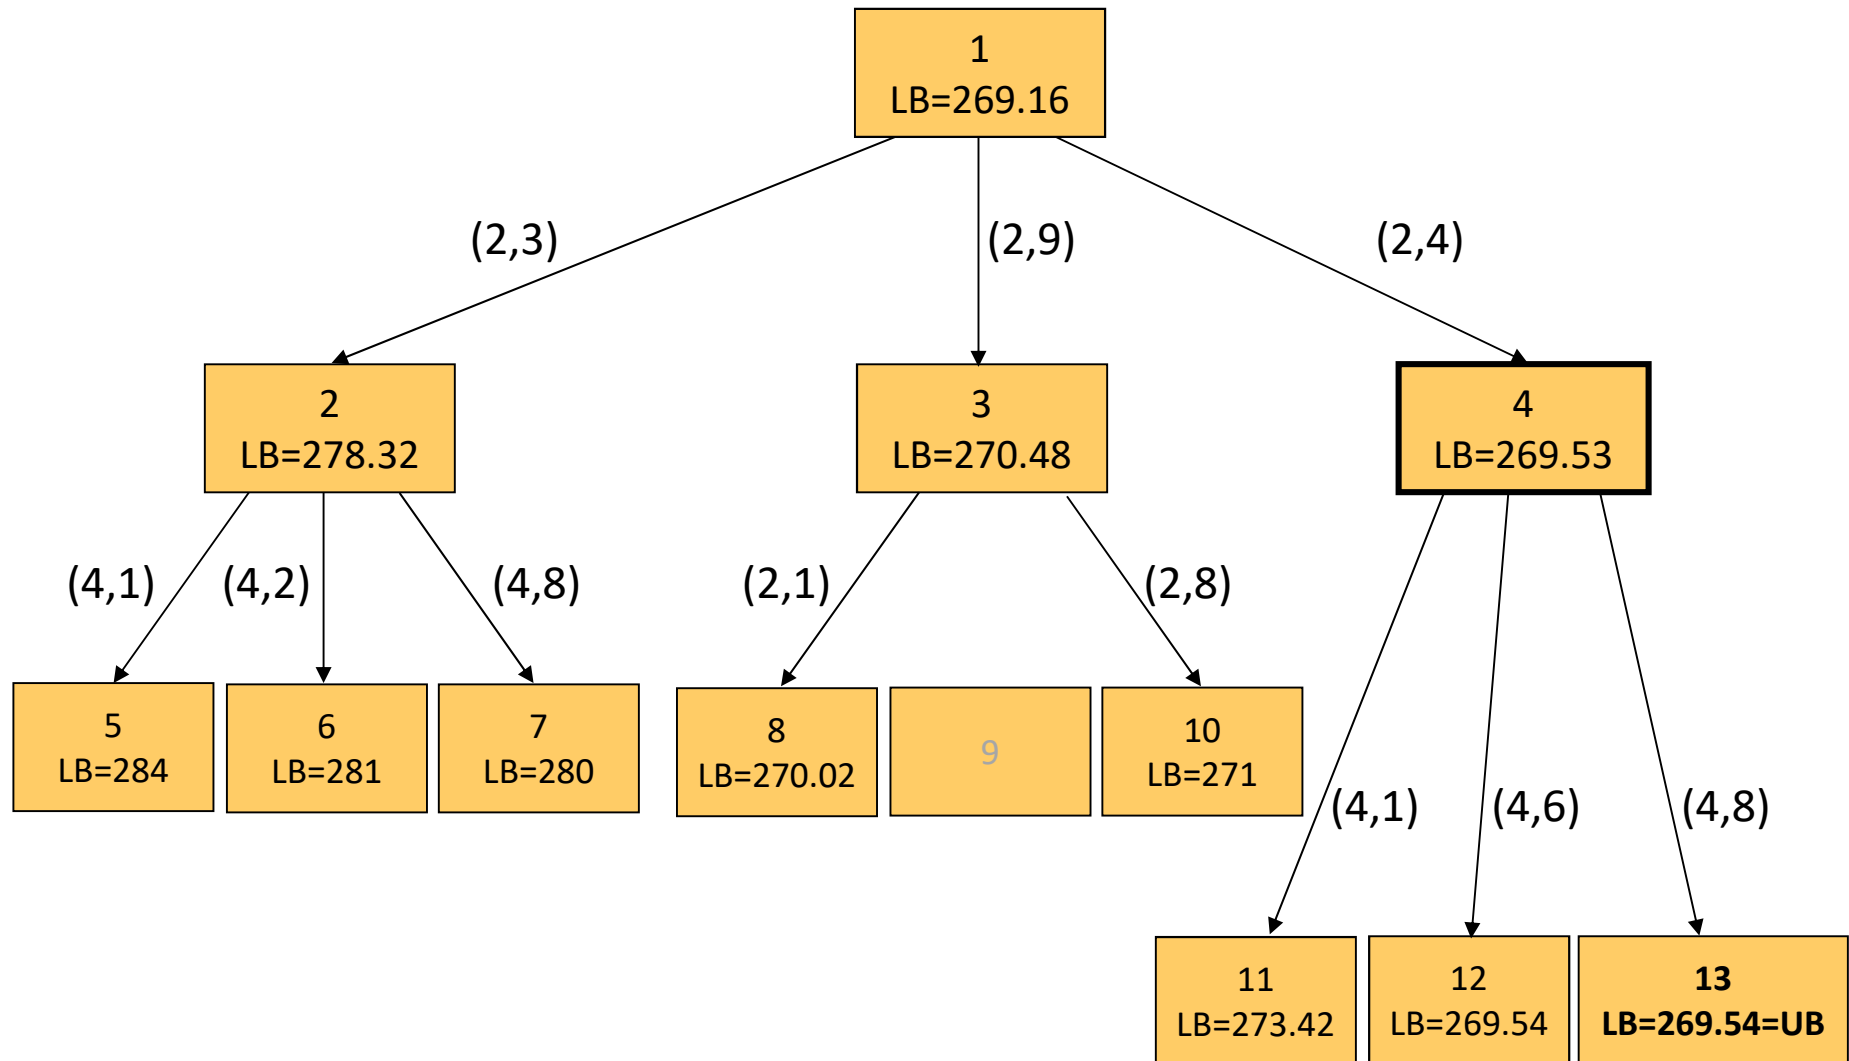 1
LB=269.16
(2,3)
(2,9)
(2,4)
2
LB=278.32
3
LB=270.48
4
LB=269.53
(4,1)
(4,2)
(4,8)
(2,1)
(2,8)
5
LB=284
6
LB=281
7
LB=280
8
LB=270.02
9
10
LB=271
(4,1)
(4,6)
(4,8)
11
LB=273.42
12
LB=269.54
13
LB=269.54=UB